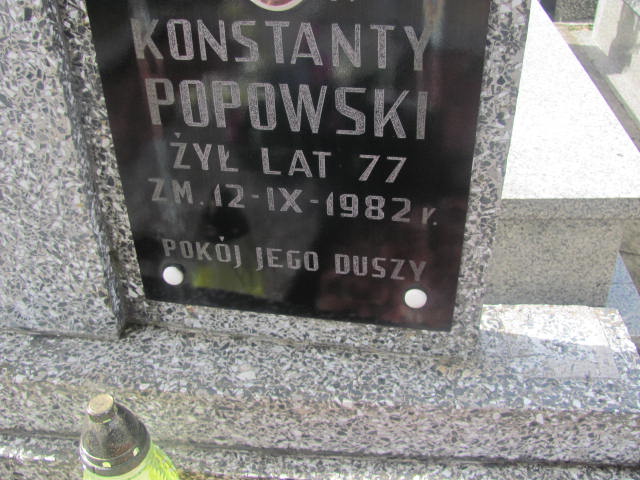 KONSTANTY
POPOWSKI
ŻYŁ LAT 77
ZM. 12-IX-1982 r.
POKÓJ JEGO DUSZY